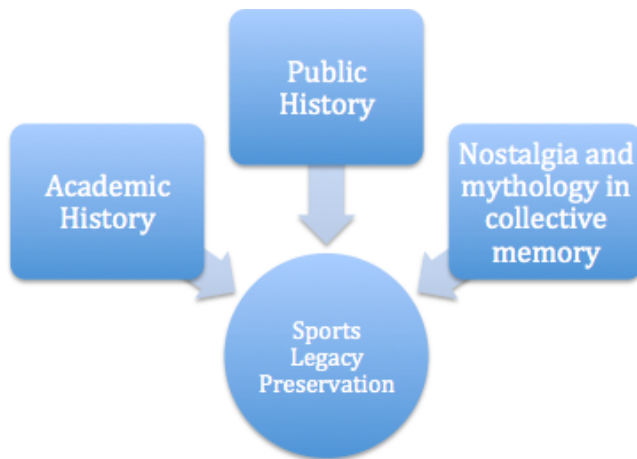 Public
History
Academic
History
Nostalgia and
mythology in
collective
memory
Sports
Legacy
Preservation